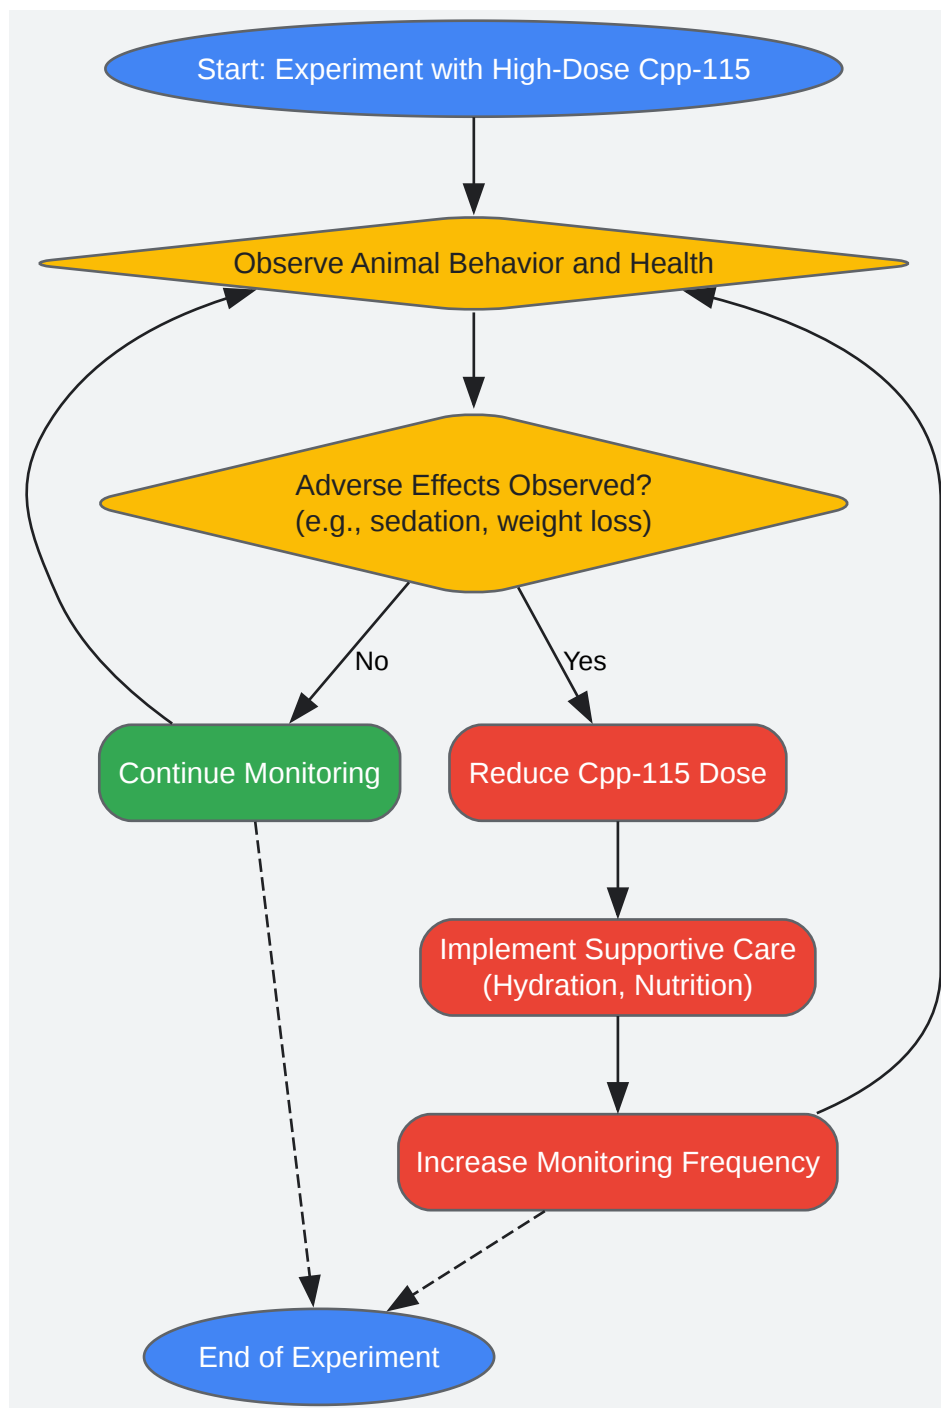 Start: Experiment with High-Dose Cpp-115
Observe Animal Behavior and Health
Adverse Effects Observed?
(e.g., sedation, weight loss)
No
Yes
Continue Monitoring
Reduce Cpp-115 Dose
Implement Supportive Care
(Hydration, Nutrition)
Increase Monitoring Frequency
End of Experiment